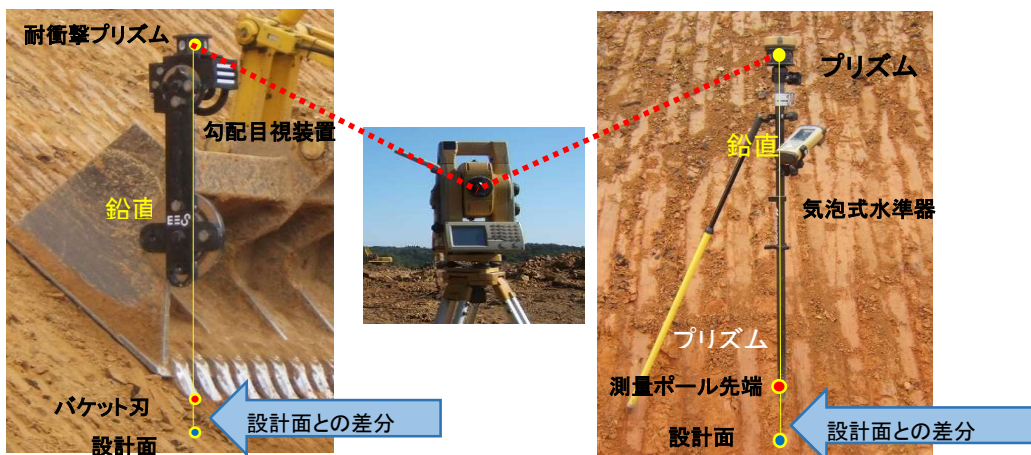 耐衝撃プリズム
勾配目視装置
鉛直
EES
バケット刃
設計面
設計面との差分
プリズム
鉛直
気泡式水準器
プリズム
測量ポール先端
設計面
設計面との差分